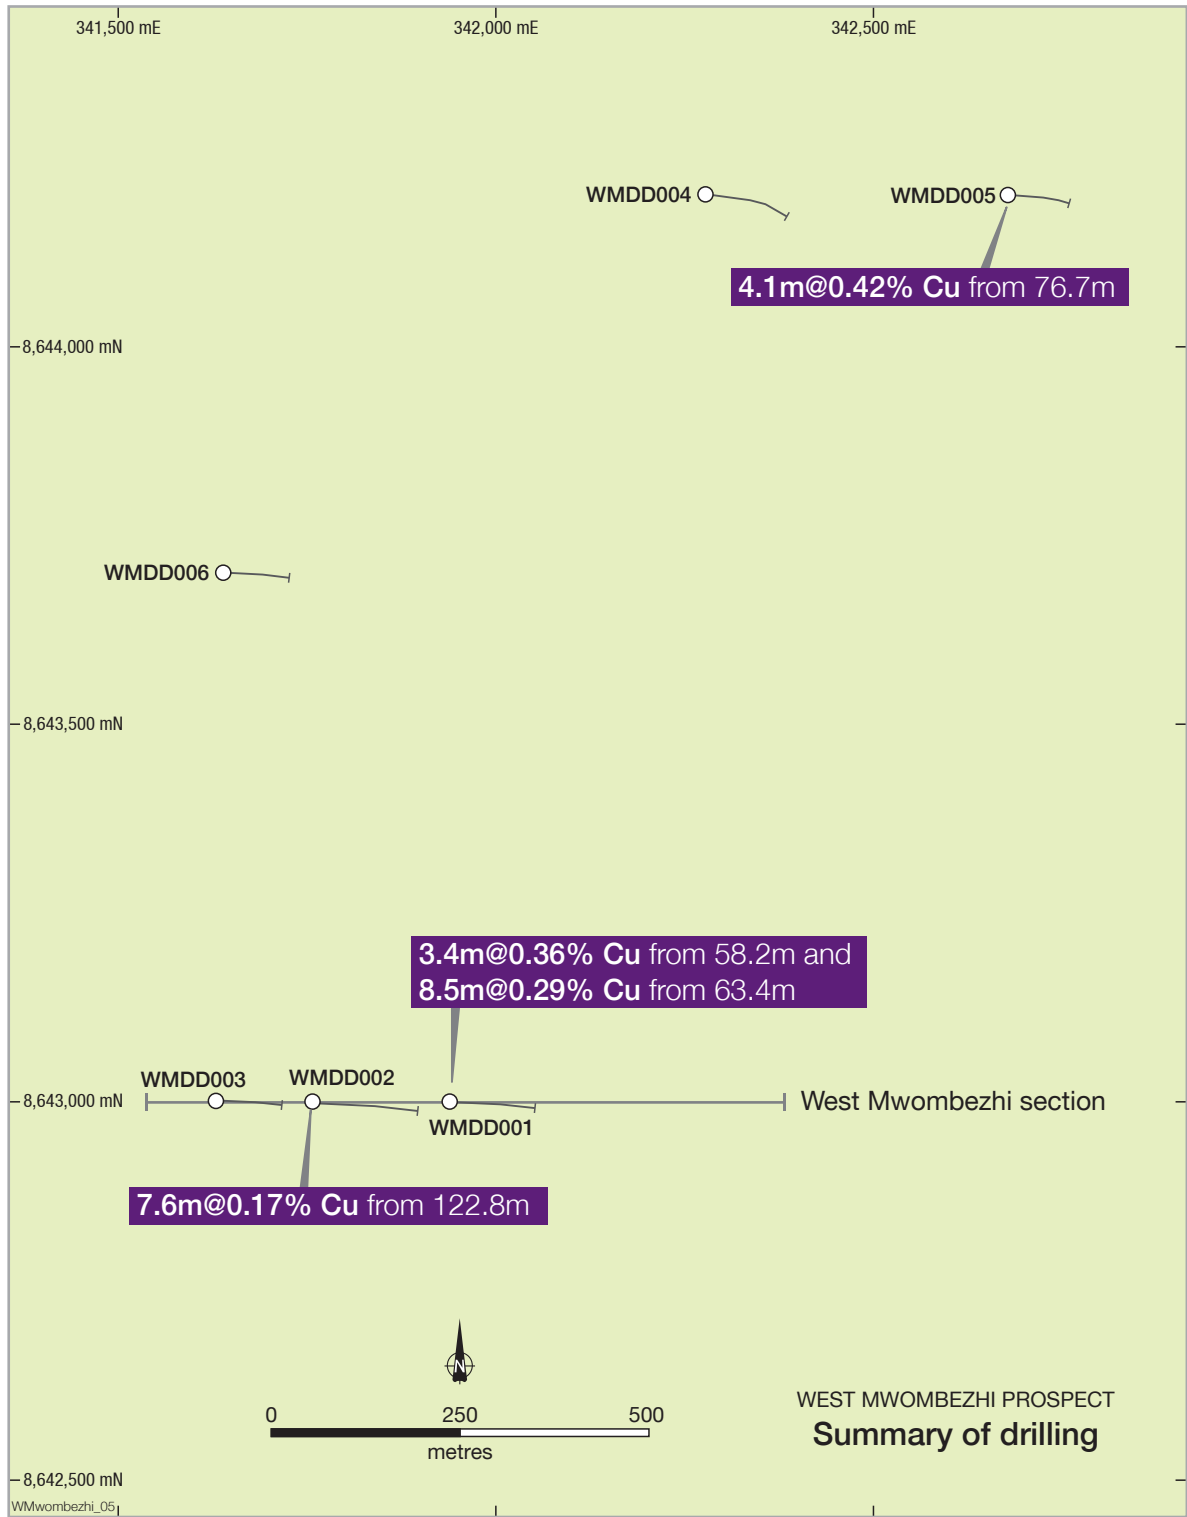 341,500 mE
342,000 mE
342,500 mE
WMDD004
WMDD005
4.1m@0.42% Cu from 76.7m
8,644,000 mN
WMDD006
8,643,500 mN
3.4m@0.36% Cu from 58.2m and
8.5m@0.29% Cu from 63.4m
WMDD003
WMDD002
8,643,000 mN
West Mwombezhi section
WMDD001
7.6m@0.17% Cu from 122.8m
N
0 250 500
metres
WEST MWOMBEZHI PROSPECT
Summary of drilling
8,642,500 mN
WMwombezhi_05